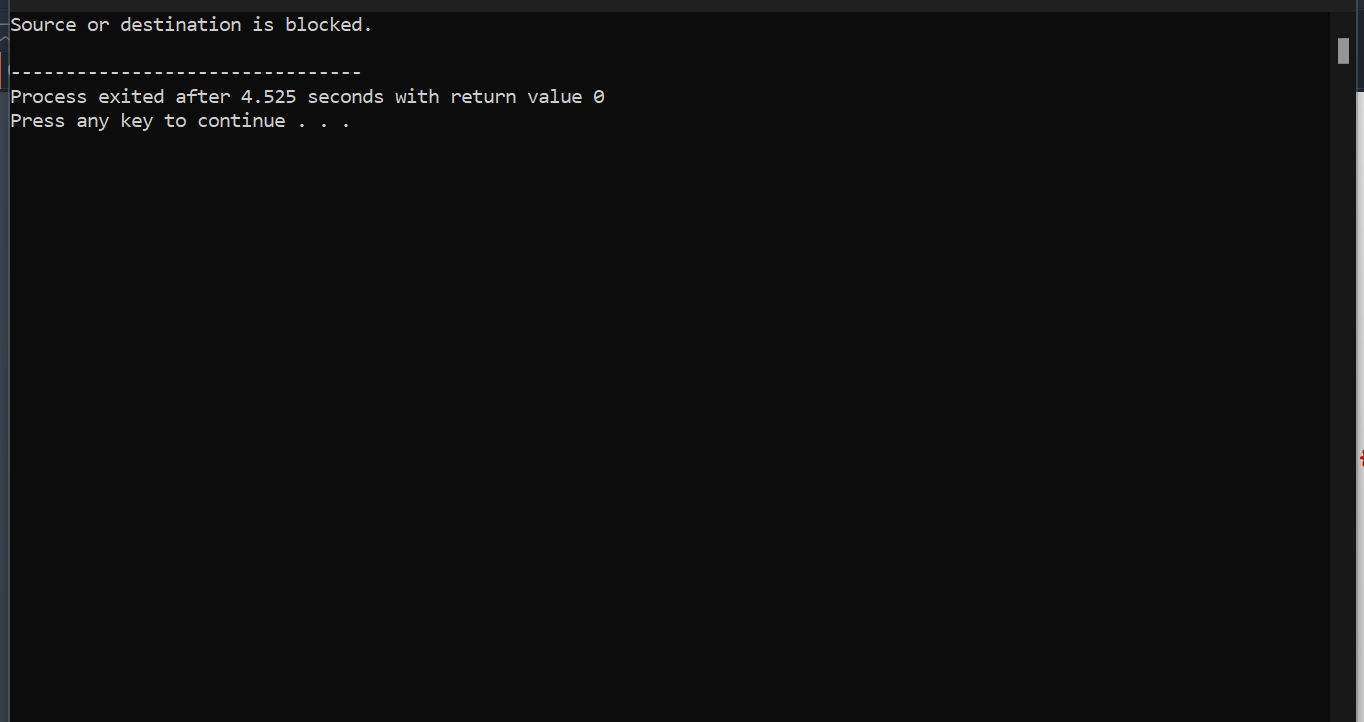 Source or destination is blocked.
--------------------------------
Process exited after 4.525 seconds with return value 0
Press any key to continue . . .